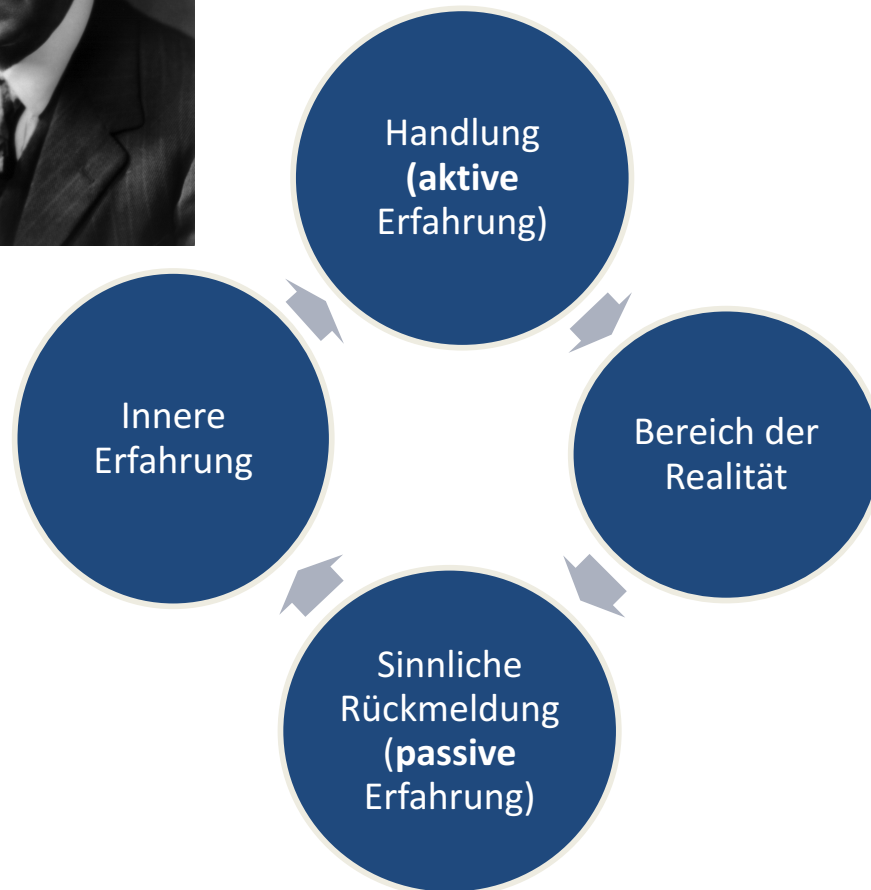 Handlung
(aktive
Erfahrung)
Innere
Erfahrung
Bereich der
Realität
Sinnliche
Rückmeldung
(passive
Erfahrung)